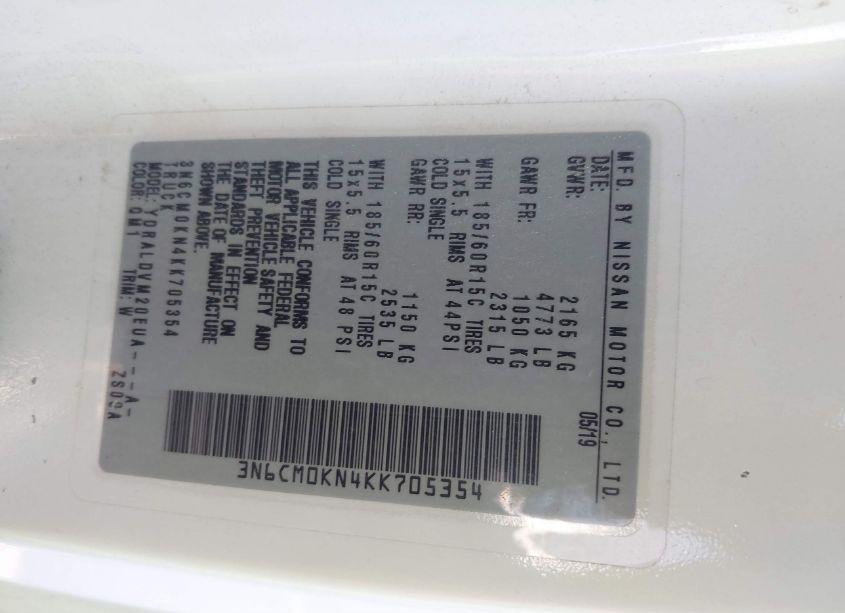 MFD. BY NISSAN MOTOR CO., LTD.
DATE: 05/19
GVWR: 2165 KG
4773 LB
GAWR FR: 1050 KG
2315 LB
WITH 185/60R15C TIRES
15x5.5 RIMS AT 44PSI
COLD SINGLE
GAWR RR: 1150 KG
2535 LB
WITH 185/60R15C TIRES
15x5.5 RIMS AT 48 PSI
COLD SINGLE
THIS VEHICLE CONFORMS TO
ALL APPLICABLE FEDERAL
MOTOR VEHICLE SAFETY AND
THEFT PREVENTION
STANDARDS IN EFFECT ON
THE DATE OF MANUFACTURE
SHOWN ABOVE.
3N6CM0KN4KK705354
TRUCK
MODEL: YDRALDVM20EUA---A-
COLOR: QM1 TRIM: W
3N6CM0KN4KK705354